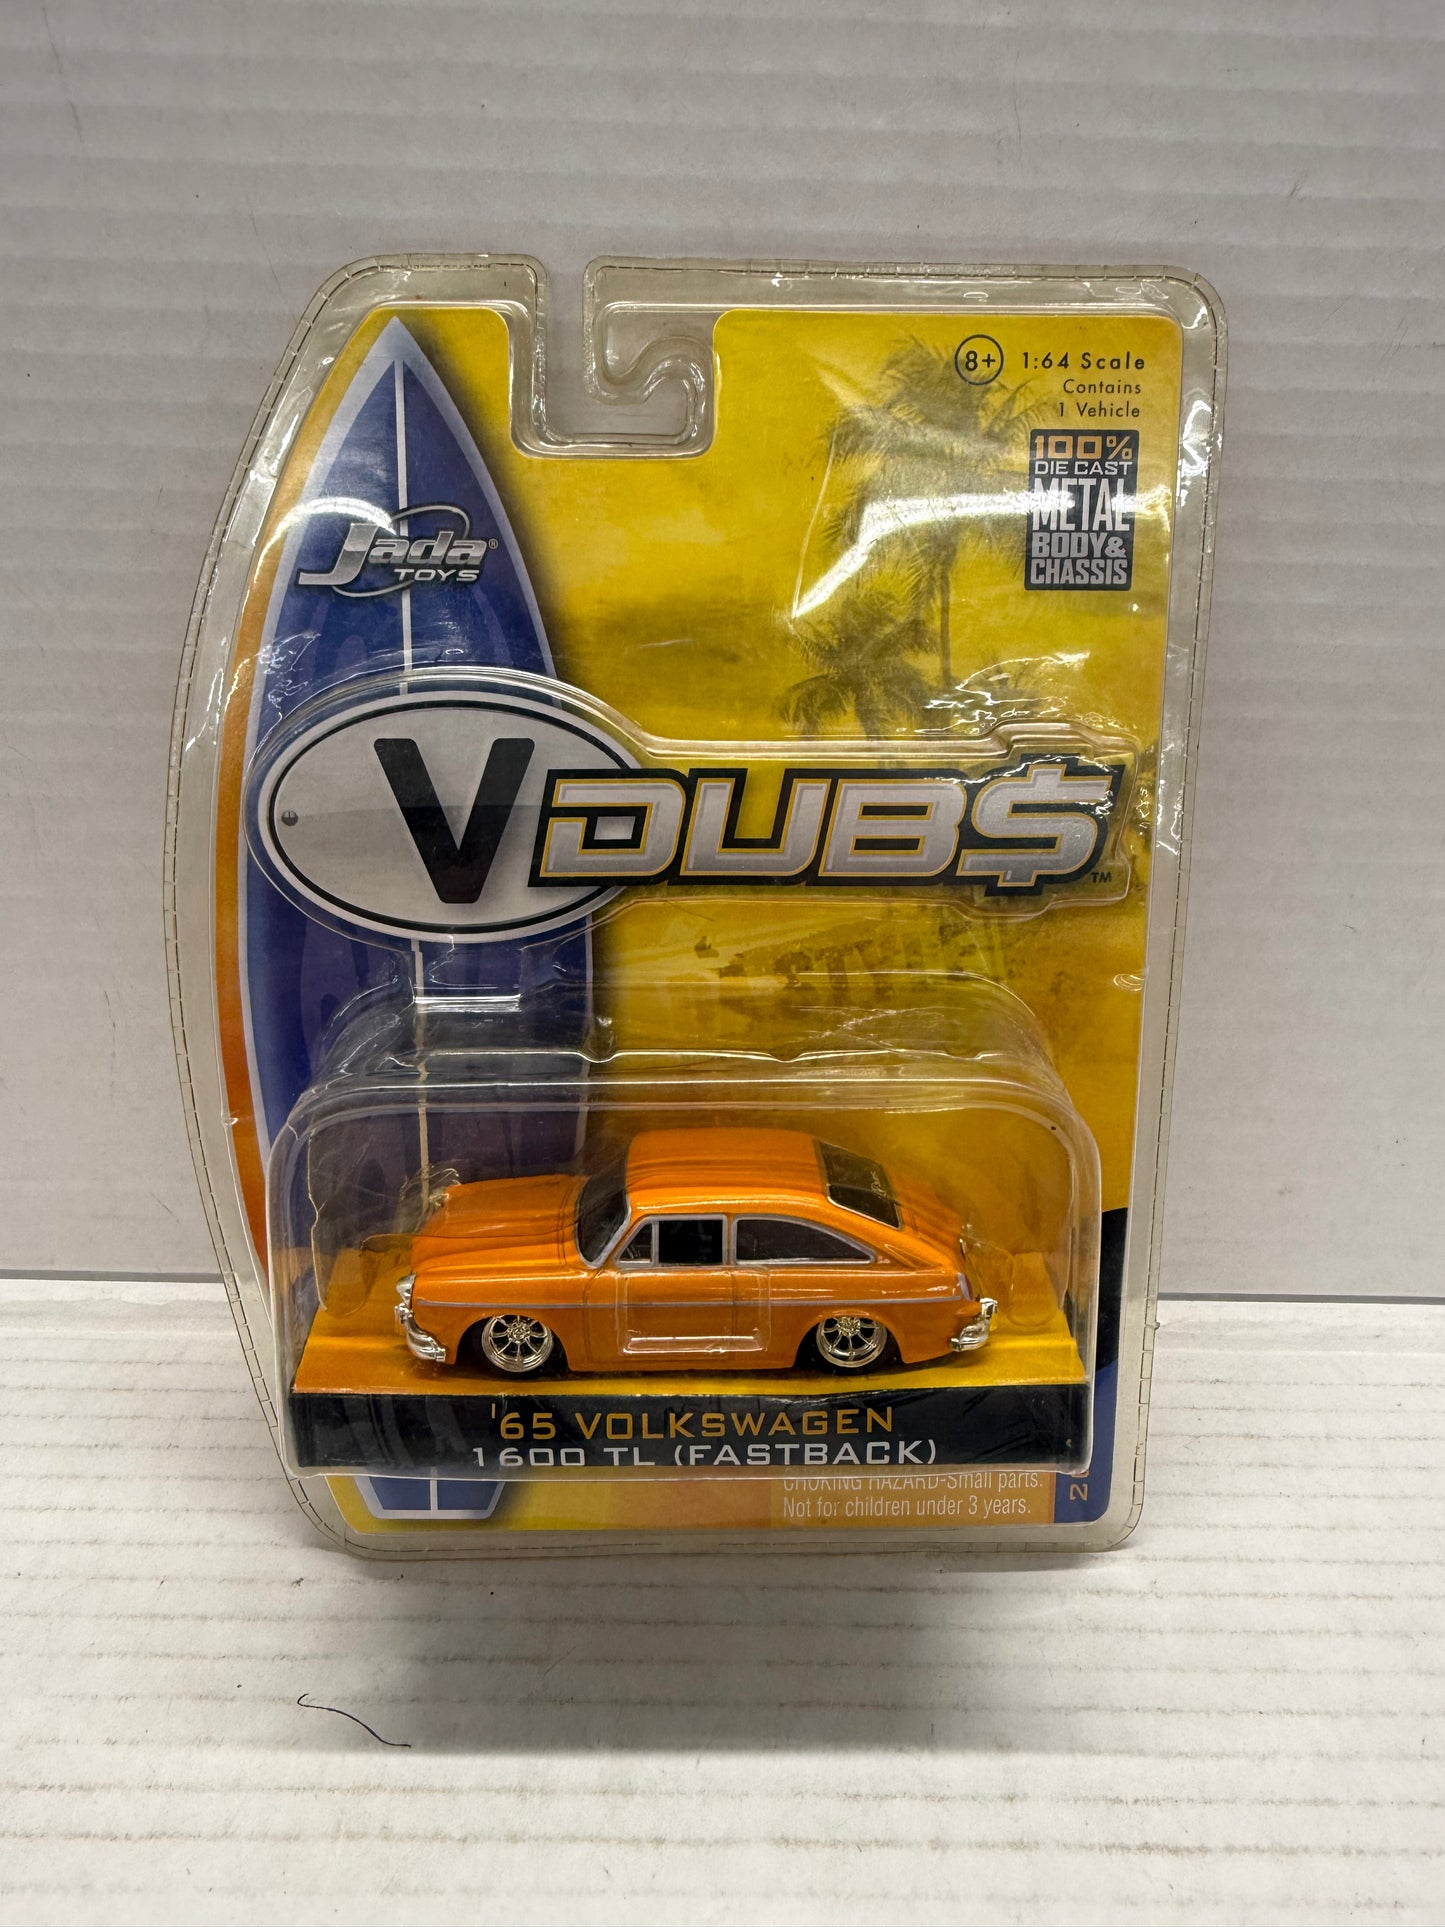 8+ 1:64 Scale
Contains
1 Vehicle
100%
DIE CAST
METAL
BODY&
CHASSIS
Jada®
TOYS
V DUB$™
STYLE
'65 VOLKSWAGEN
1600 TL (FASTBACK)
CHOKING HAZARD-Small parts.
Not for children under 3 years.